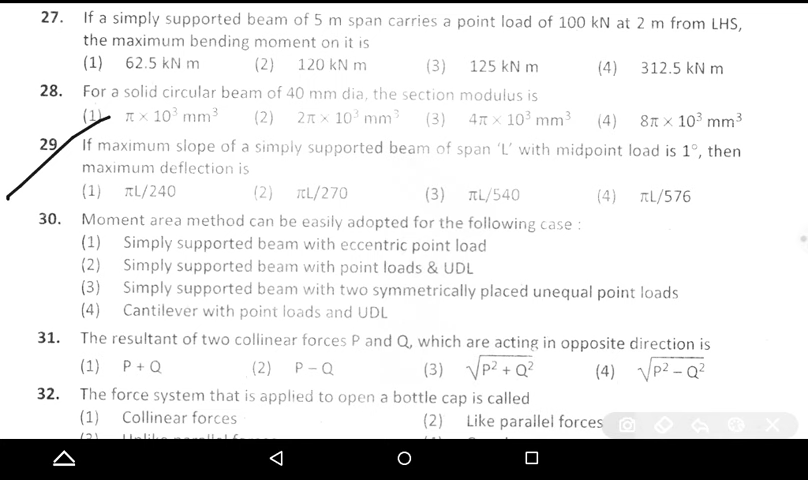 27. If a simply supported beam of 5 m span carries a point load of 100 kN at 2 m from LHS,
the maximum bending moment on it is
(1) 62.5 kN m (2) 120 kN m (3) 125 kN m (4) 312.5 kN m
28. For a solid circular beam of 40 mm dia, the section modulus is
(1) π × 10³ mm³ (2) 2π × 10³ mm³ (3) 4π × 10³ mm³ (4) 8π × 10³ mm³
29 If maximum slope of a simply supported beam of span 'L' with midpoint load is 1°, then
maximum deflection is
(1) πL/240 (2) πL/270 (3) πL/540 (4) πL/576
30. Moment area method can be easily adopted for the following case :
(1) Simply supported beam with eccentric point load
(2) Simply supported beam with point loads & UDL
(3) Simply supported beam with two symmetrically placed unequal point loads
(4) Cantilever with point loads and UDL
31. The resultant of two collinear forces P and Q, which are acting in opposite direction is
(1) P + Q (2) P – Q (3) √P² + Q² (4) √P² – Q²
32. The force system that is applied to open a bottle cap is called
(1) Collinear forces (2) Like parallel forces